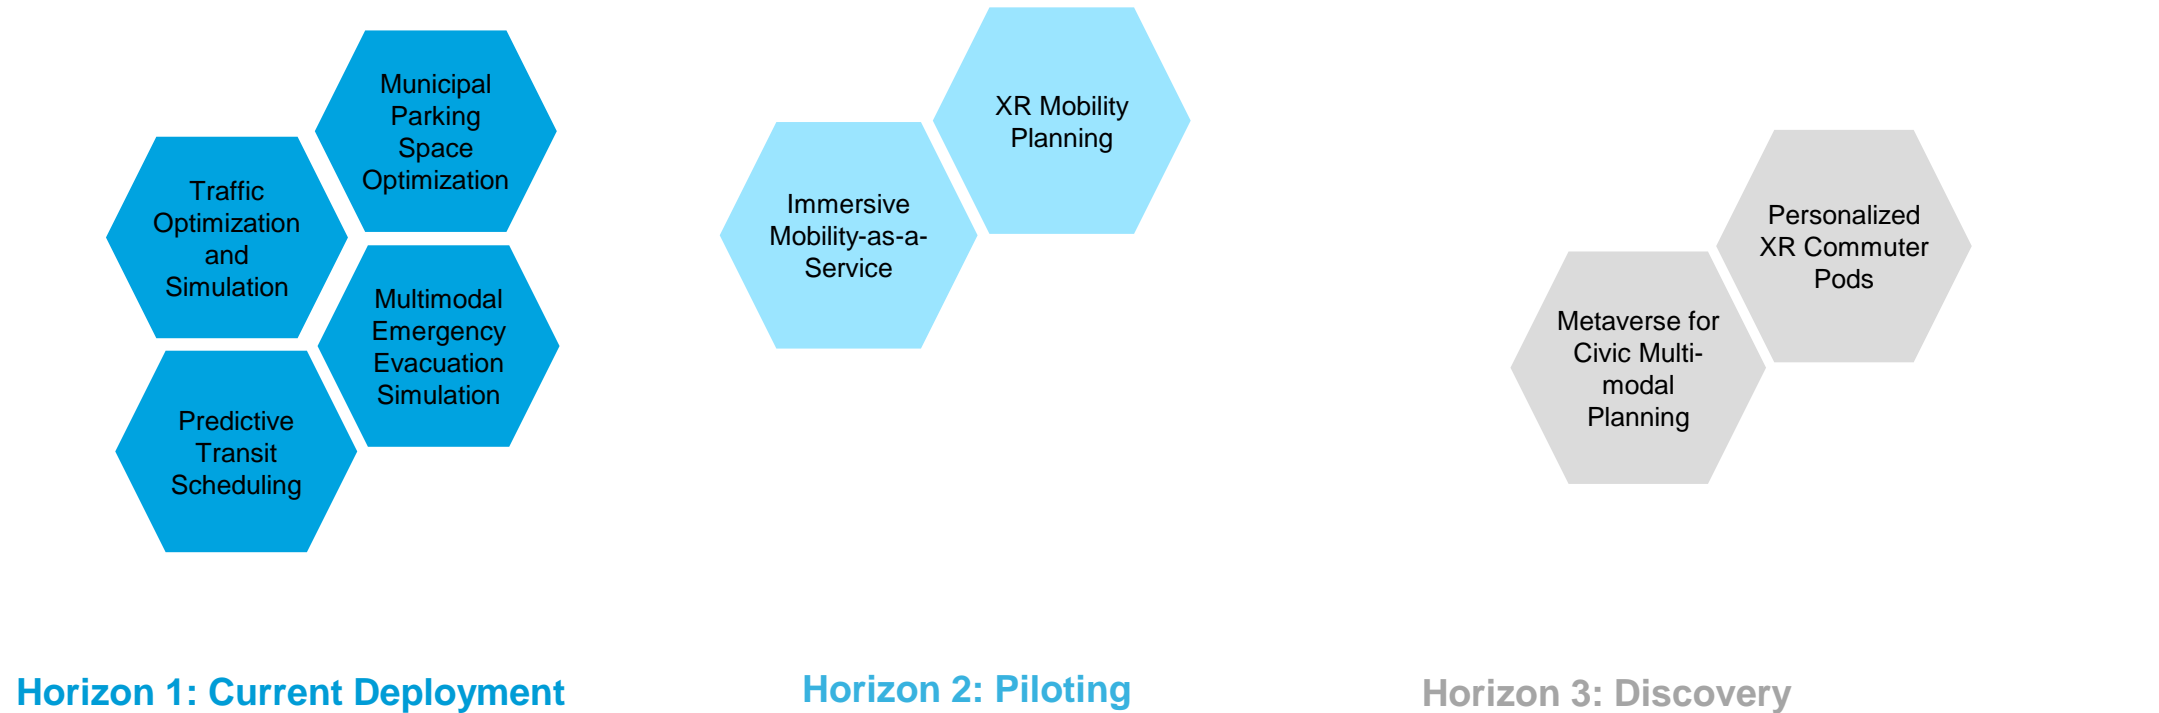 Municipal
Parking
Space
Optimization
Traffic
Optimization
and
Simulation
Multimodal
Emergency
Evacuation
Simulation
Predictive
Transit
Scheduling
XR Mobility
Planning
Immersive
Mobility-as-a-
Service
Personalized
XR Commuter
Pods
Metaverse for
Civic Multi-
modal
Planning
Horizon 1: Current Deployment
Horizon 2: Piloting
Horizon 3: Discovery